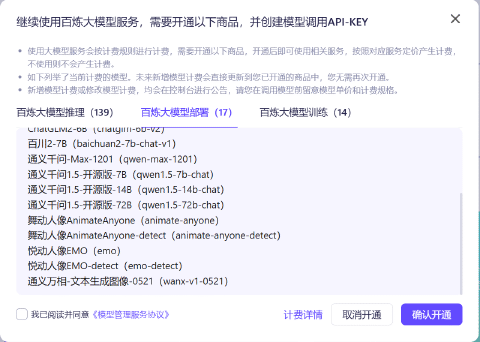 继续使用百炼大模型服务，需要开通以下商品，并创建模型调用API-KEY
使用大模型服务会按计费规则进行计费，需要开通以下商品，开通后即可使用相关服务，按照对应服务定价产生计费，
不使用则不会产生计费。
如下列举了当前计费的模型。未来新增模型计费会直接更新到您已开通的商品中，您无需再次开通。
新增模型计费或修改模型计费，均会在控制台进行公告，请您在调用模型前留意模型单价和计费规格。
百炼大模型推理（139） 百炼大模型部署（17） 百炼大模型训练（14）
ChatGLM2-6B（chatglm-6b-v2）
百川2-7B（baichuan2-7b-chat-v1）
通义千问-Max-1201（qwen-max-1201）
通义千问1.5-开源版-7B（qwen1.5-7b-chat）
通义千问1.5-开源版-14B（qwen1.5-14b-chat）
通义千问1.5-开源版-72B（qwen1.5-72b-chat）
舞动人像AnimateAnyone（animate-anyone）
舞动人像AnimateAnyone-detect（animate-anyone-detect）
悦动人像EMO（emo）
悦动人像EMO-detect（emo-detect）
通义万相-文本生成图像-0521（wanx-v1-0521）
我已阅读并同意《模型管理服务协议》 计费详情 取消开通 确认开通